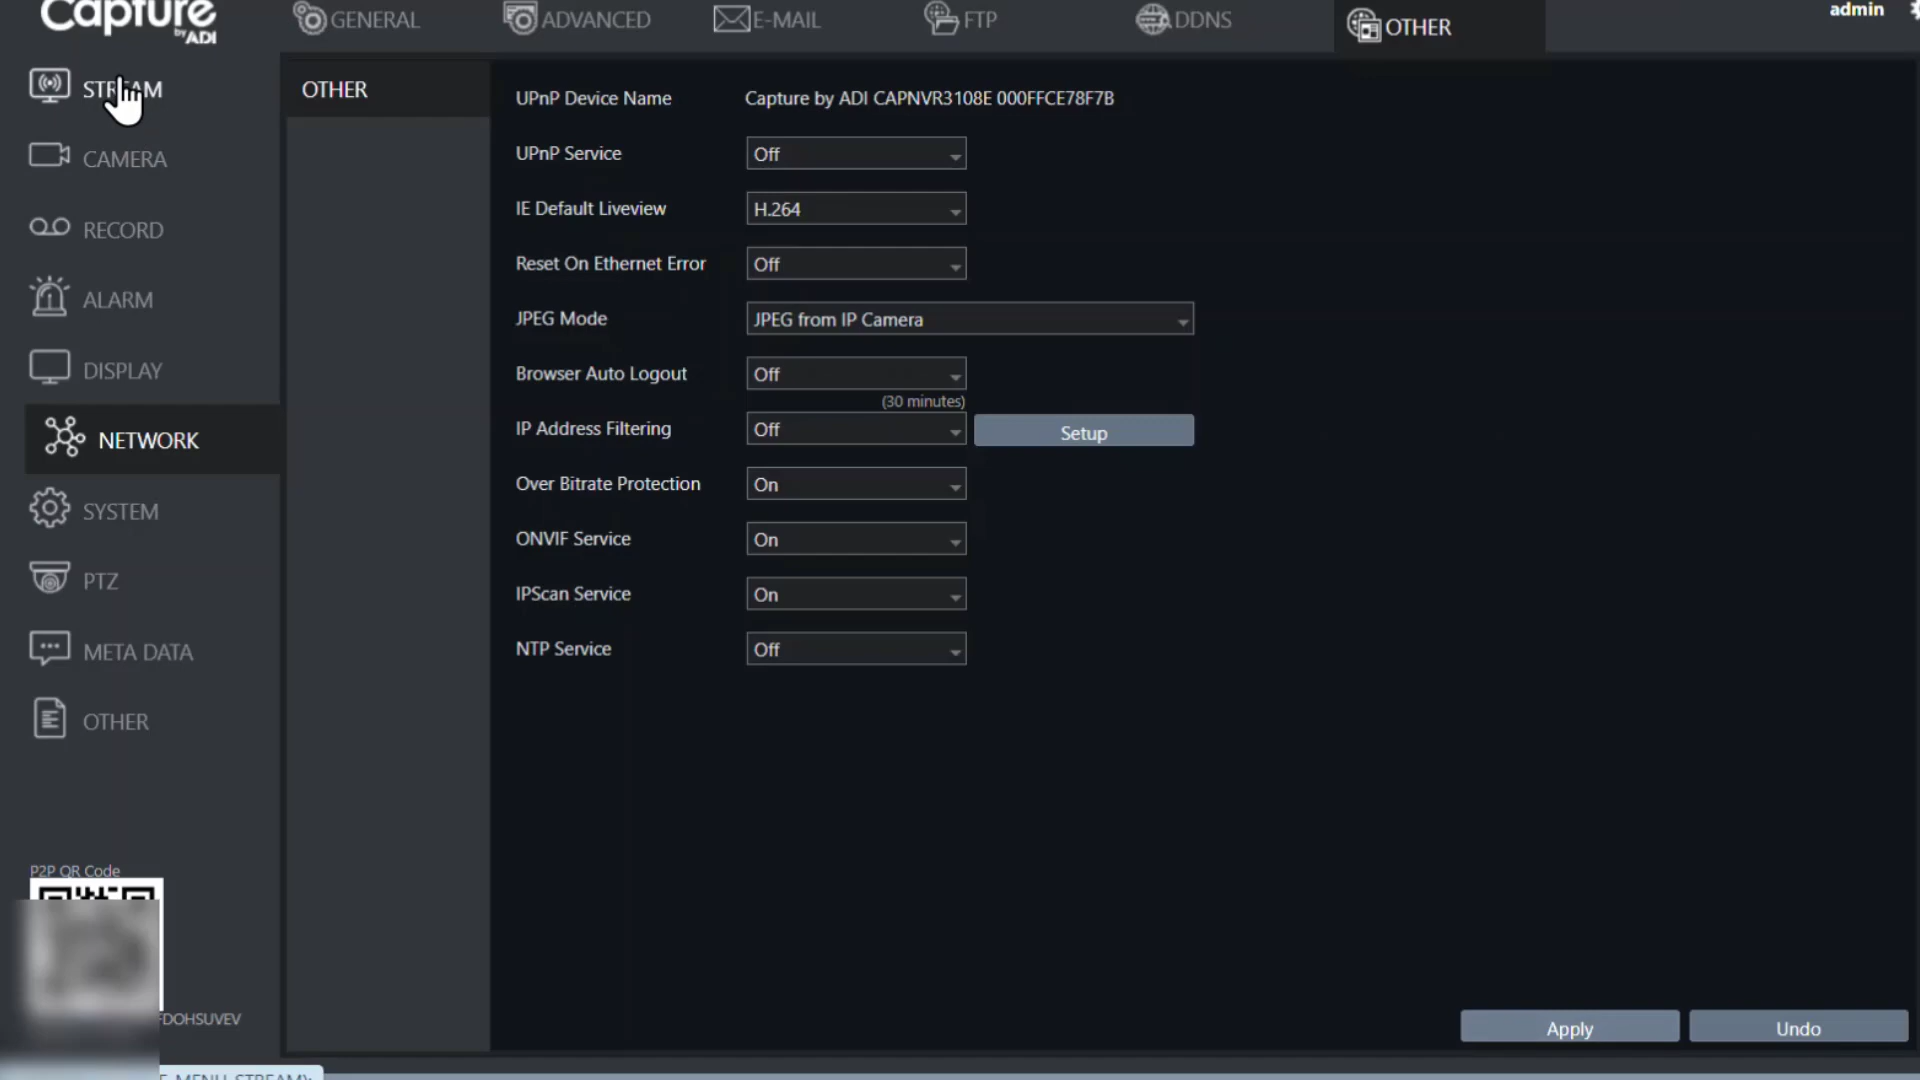 Capture
by ADI
GENERAL
ADVANCED
E-MAIL
FTP
DDNS
OTHER
admin
STREAM
CAMERA
RECORD
ALARM
DISPLAY
NETWORK
SYSTEM
PTZ
META DATA
OTHER
P2P QR Code
FDOHSUVEV
OTHER
UPnP Device Name Capture by ADI CAPNVR3108E 000FFCE78F7B
UPnP Service Off
IE Default Liveview H.264
Reset On Ethernet Error Off
JPEG Mode JPEG from IP Camera
Browser Auto Logout Off
(30 minutes)
IP Address Filtering Off Setup
Over Bitrate Protection On
ONVIF Service On
IPScan Service On
NTP Service Off
Apply Undo